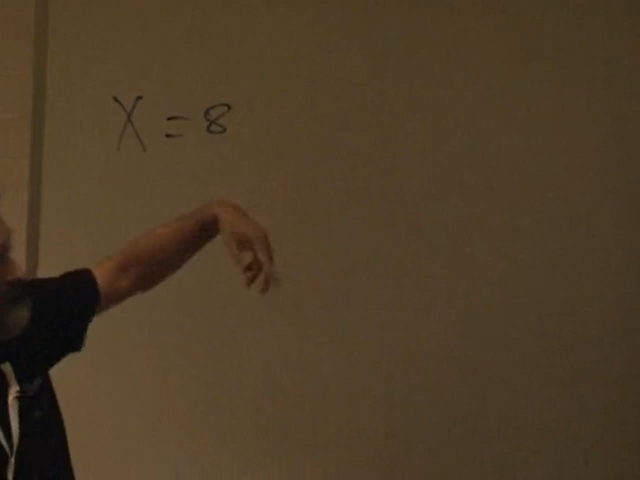 X = 8